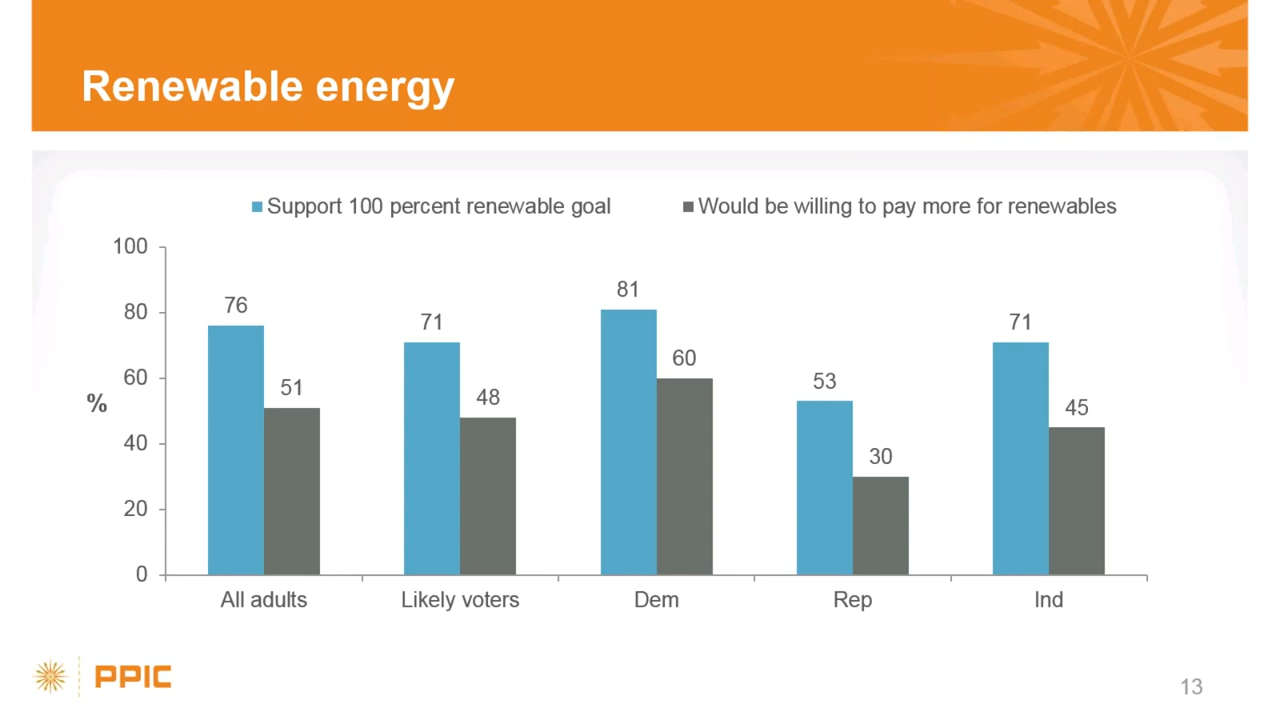 Renewable energy
Support 100 percent renewable goal
Would be willing to pay more for renewables
100
80
60
40
20
0
%
76
51
71
48
81
60
53
30
71
45
All adults
Likely voters
Dem
Rep
Ind
PPIC
13